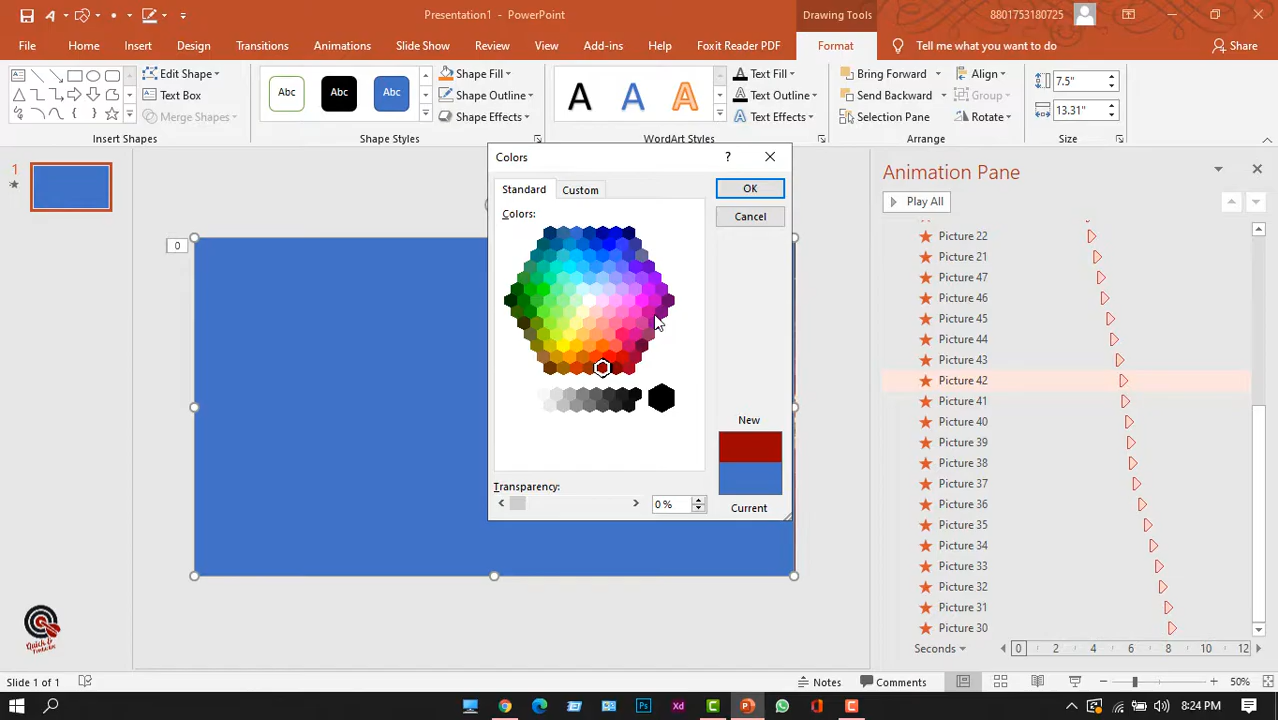 Presentation1 - PowerPoint
Drawing Tools
8801753180725
File
Home
Insert
Design
Transitions
Animations
Slide Show
Review
View
Add-ins
Help
Foxit Reader PDF
Format
Tell me what you want to do
Share
Edit Shape
Text Box
Merge Shapes
Insert Shapes
Abc
Abc
Abc
Shape Fill
Shape Outline
Shape Effects
Shape Styles
A
A
A
Text Fill
Text Outline
Text Effects
WordArt Styles
Bring Forward
Send Backward
Selection Pane
Align
Group
Rotate
Arrange
7.5"
13.31"
Size
1
0
Colors
?
Standard
Custom
Colors:
OK
Cancel
New
Current
Transparency:
0 %
Animation Pane
Play All
Picture 22
Picture 21
Picture 47
Picture 46
Picture 45
Picture 44
Picture 43
Picture 42
Picture 41
Picture 40
Picture 39
Picture 38
Picture 37
Picture 36
Picture 35
Picture 34
Picture 33
Picture 32
Picture 31
Picture 30
Seconds
0
2
4
6
8
10
12
Slide 1 of 1
Notes
Comments
50%
Ps
Xd
8:24 PM